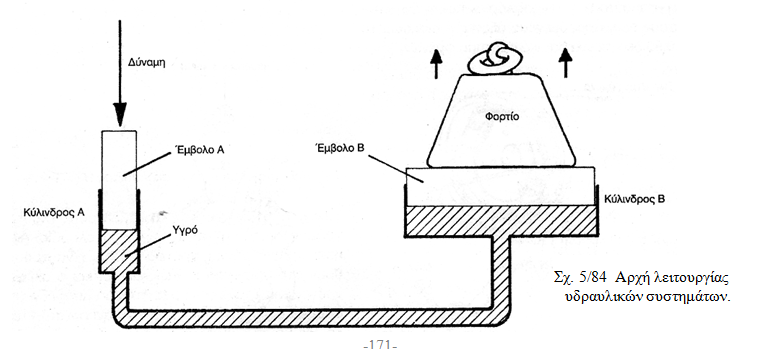 Δύναμη
Φορτίο
Έμβολο Α
Έμβολο Β
Κύλινδρος Α
Κύλινδρος Β
Υγρό
Σχ. 5/84 Αρχή λειτουργίας
υδραυλικών συστημάτων.
-171-